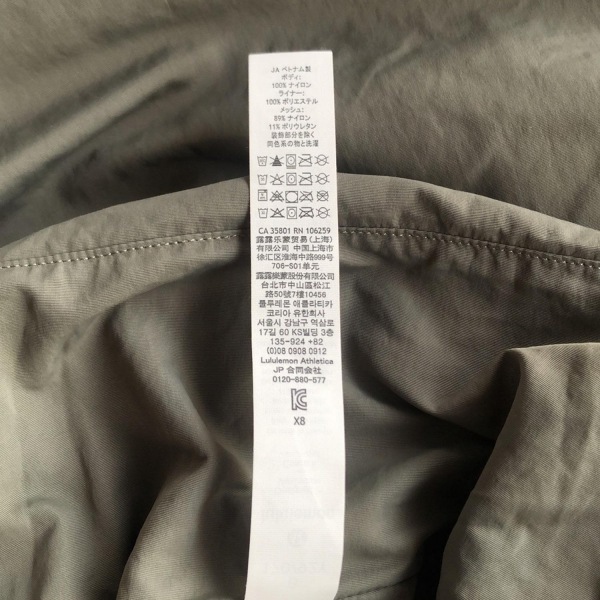 JA ベトナム製
ボディ:
100% ナイロン
ライナー:
100% ポリエステル
メッシュ:
89% ナイロン
11% ポリウレタン
装飾部分を除く
同色系の物と洗濯
CA 35801 RN 106259
露露乐蒙贸易(上海)
有限公司 中国上海市
徐汇区淮海中路999号
706-S01单元
露露樂蒙股份有限公司
台北市中山區松江
路50號7樓10456
룰루레몬 애클라티카
코리아 유한회사
서울시 강남구 역삼로
17길 60 KS빌딩 3층
135-924 +82
(0)08 0908 0912
Lululemon Athletica
JP 合同会社
0120-880-577
X8